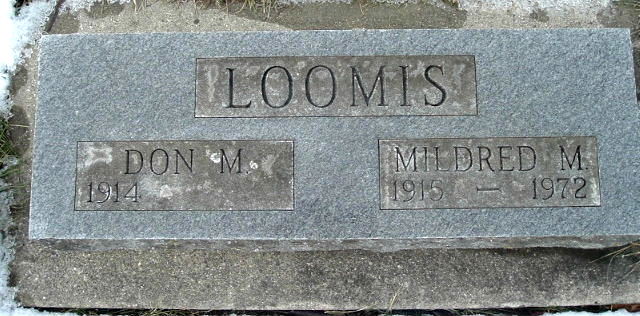 LOOMIS
DON M.
1914
MILDRED M.
1915 — 1972